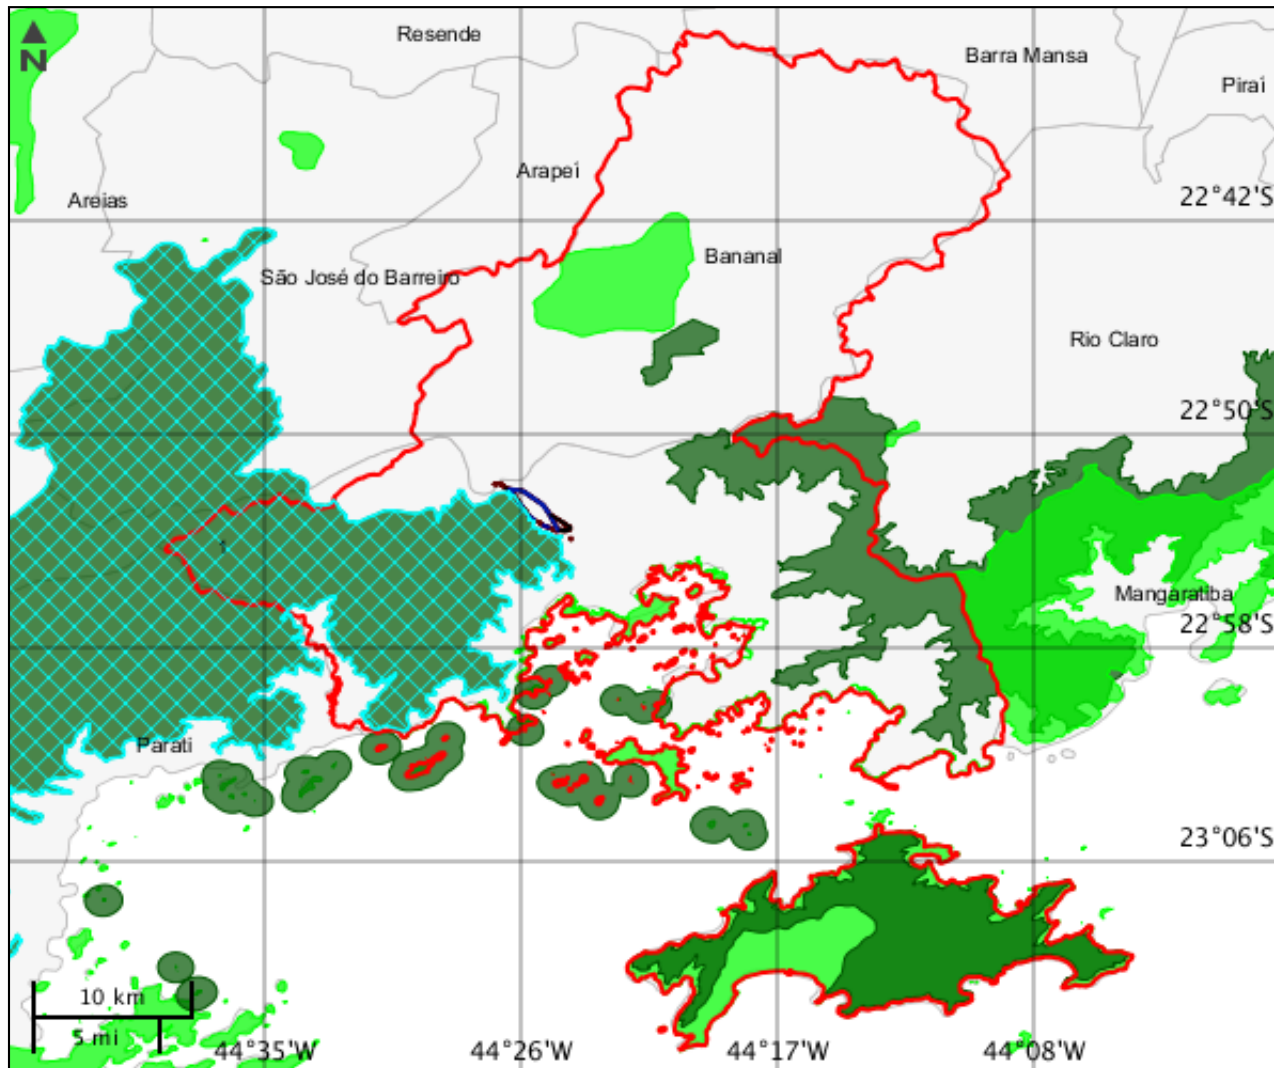 N
Resende
Barra Mansa
Piraí
Arapeí
Areias
22°42'S
Bananal
São José do Barreiro
Rio Claro
22°50'S
1
Mangaratiba
22°58'S
Parati
23°06'S
10 km
5 mi
44°35'W
44°26'W
44°17'W
44°08'W